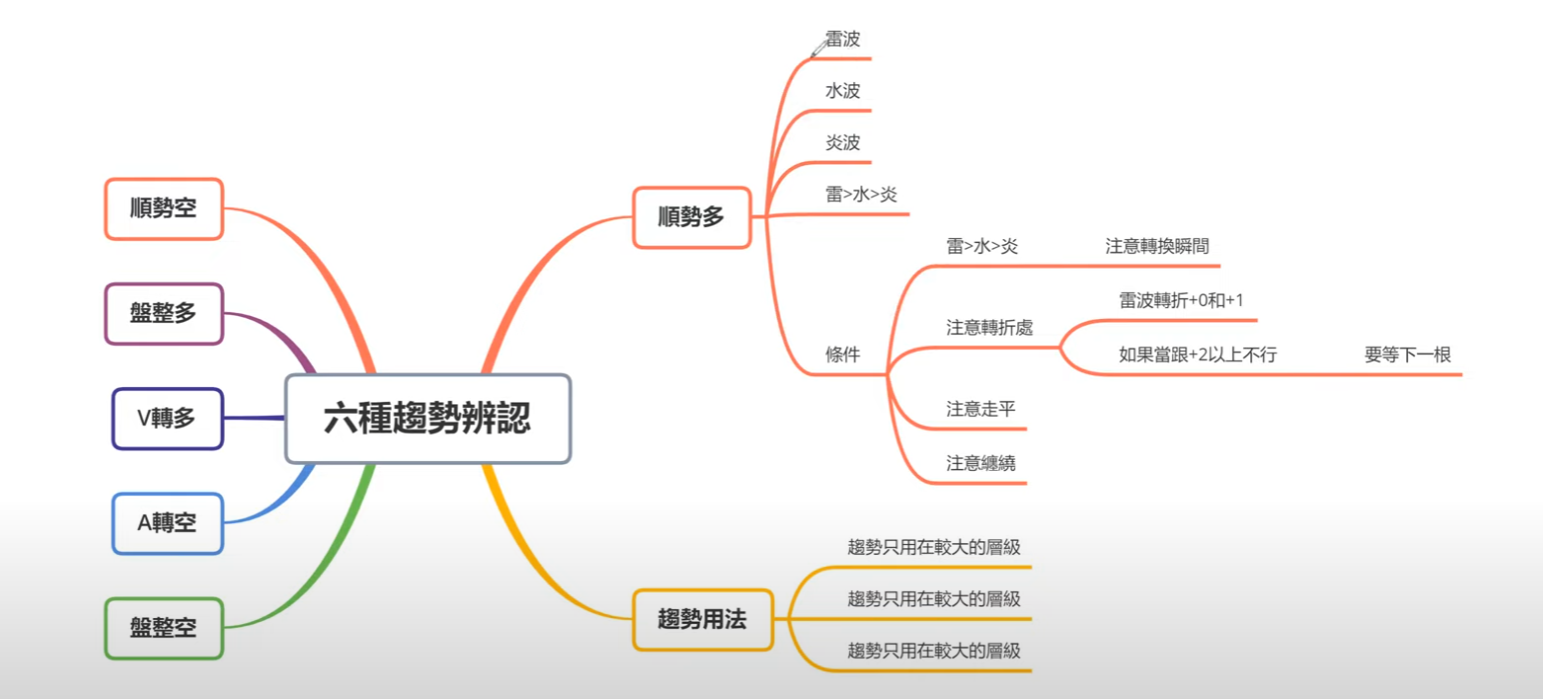 六種趨勢辨認
順勢多
雷波
水波
炎波
雷>水>炎
條件
雷>水>炎
注意轉換瞬間
注意轉折處
雷波轉折+0和+1
如果當跟+2以上不行
要等下一根
注意走平
注意纏繞
趨勢用法
趨勢只用在較大的層級
趨勢只用在較大的層級
趨勢只用在較大的層級
順勢空
盤整多
V轉多
A轉空
盤整空